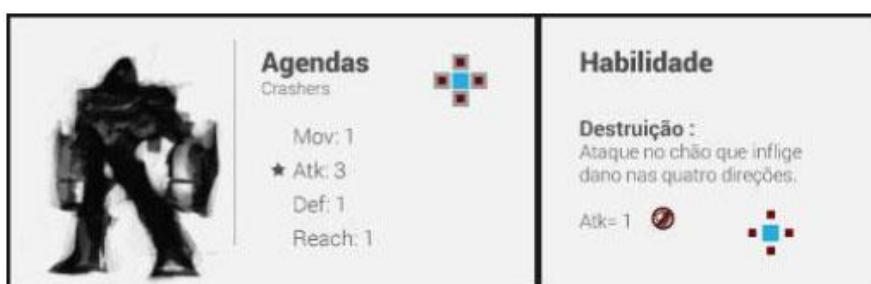 Agendas
Crashers
Mov: 1
★ Atk: 3
Def: 1
Reach: 1
Habilidade
Destruição :
Ataque no chão que inflige
dano nas quatro direções.
Atk= 1